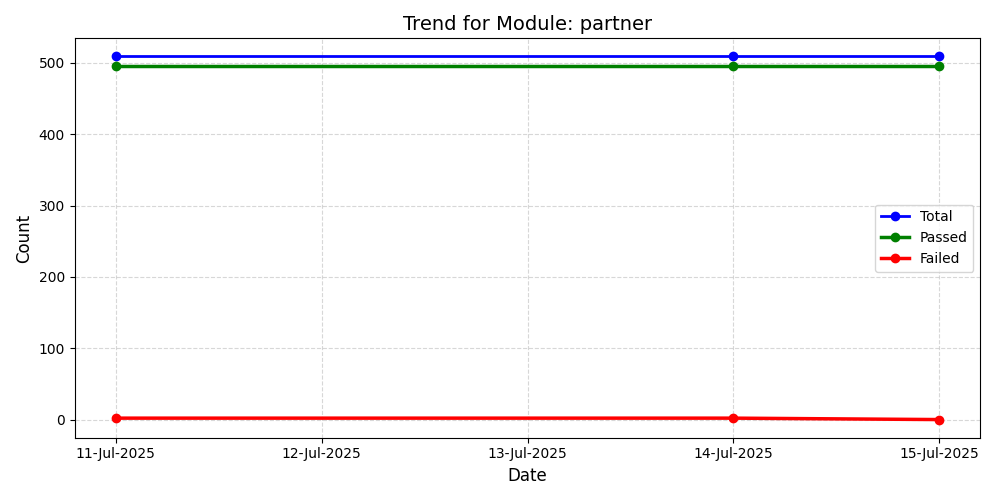 Trend for Module: partner
Count
500
400
300
200
100
0
Total
Passed
Failed
11-Jul-2025
12-Jul-2025
13-Jul-2025
14-Jul-2025
15-Jul-2025
Date